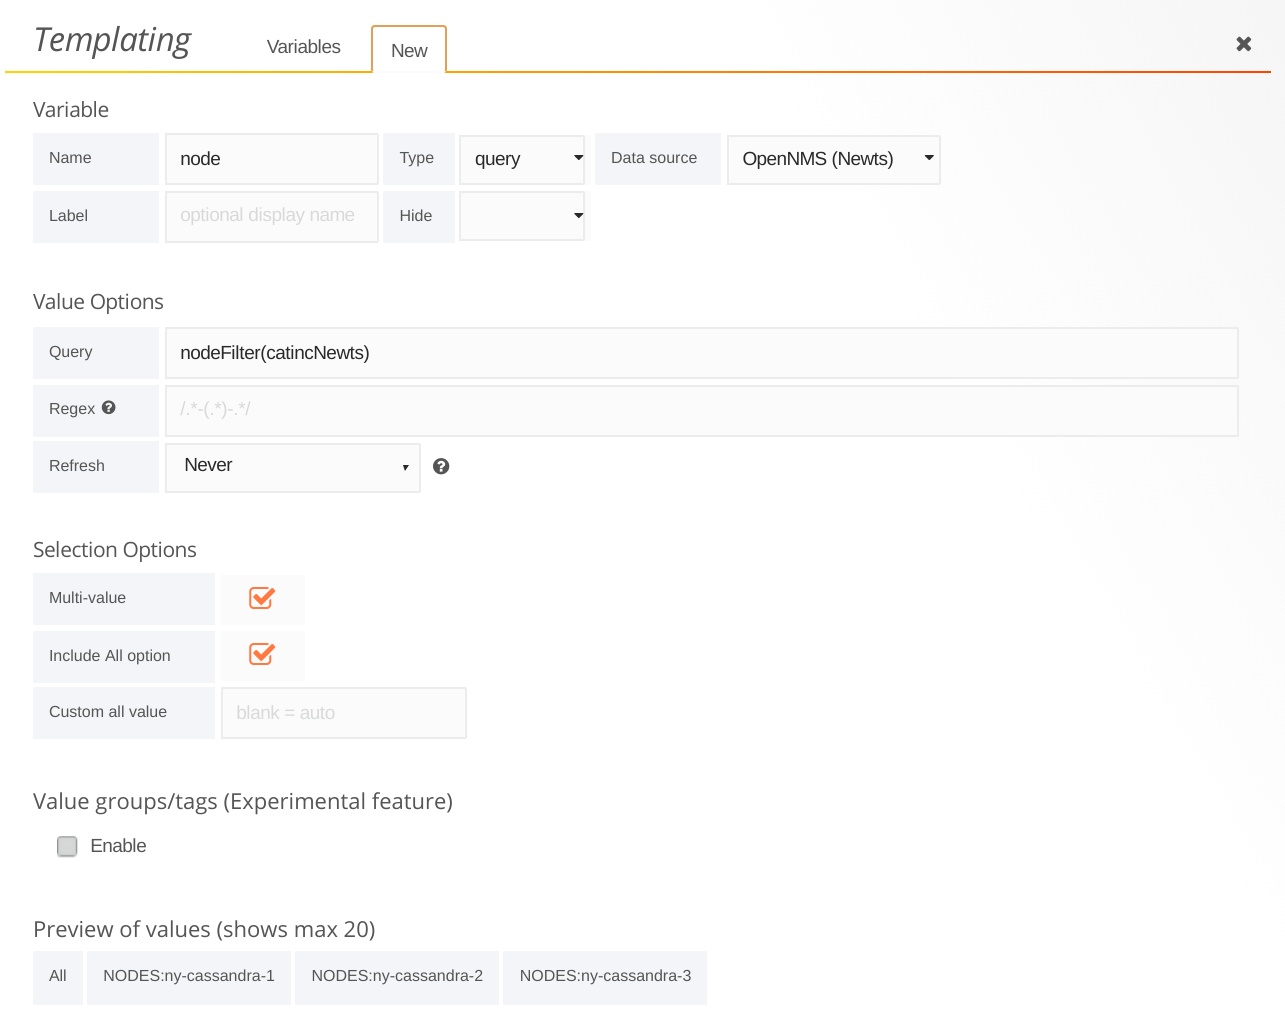 Templating Variables New
Variable
Name node Type query Data source OpenNMS (Newts)
Label optional display name Hide
Value Options
Query nodeFilter(catincNewts)
Regex /.*-(.*)-.*/
Refresh Never
Selection Options
Multi-value
Include All option
Custom all value blank = auto
Value groups/tags (Experimental feature)
Enable
Preview of values (shows max 20)
All NODES:ny-cassandra-1 NODES:ny-cassandra-2 NODES:ny-cassandra-3